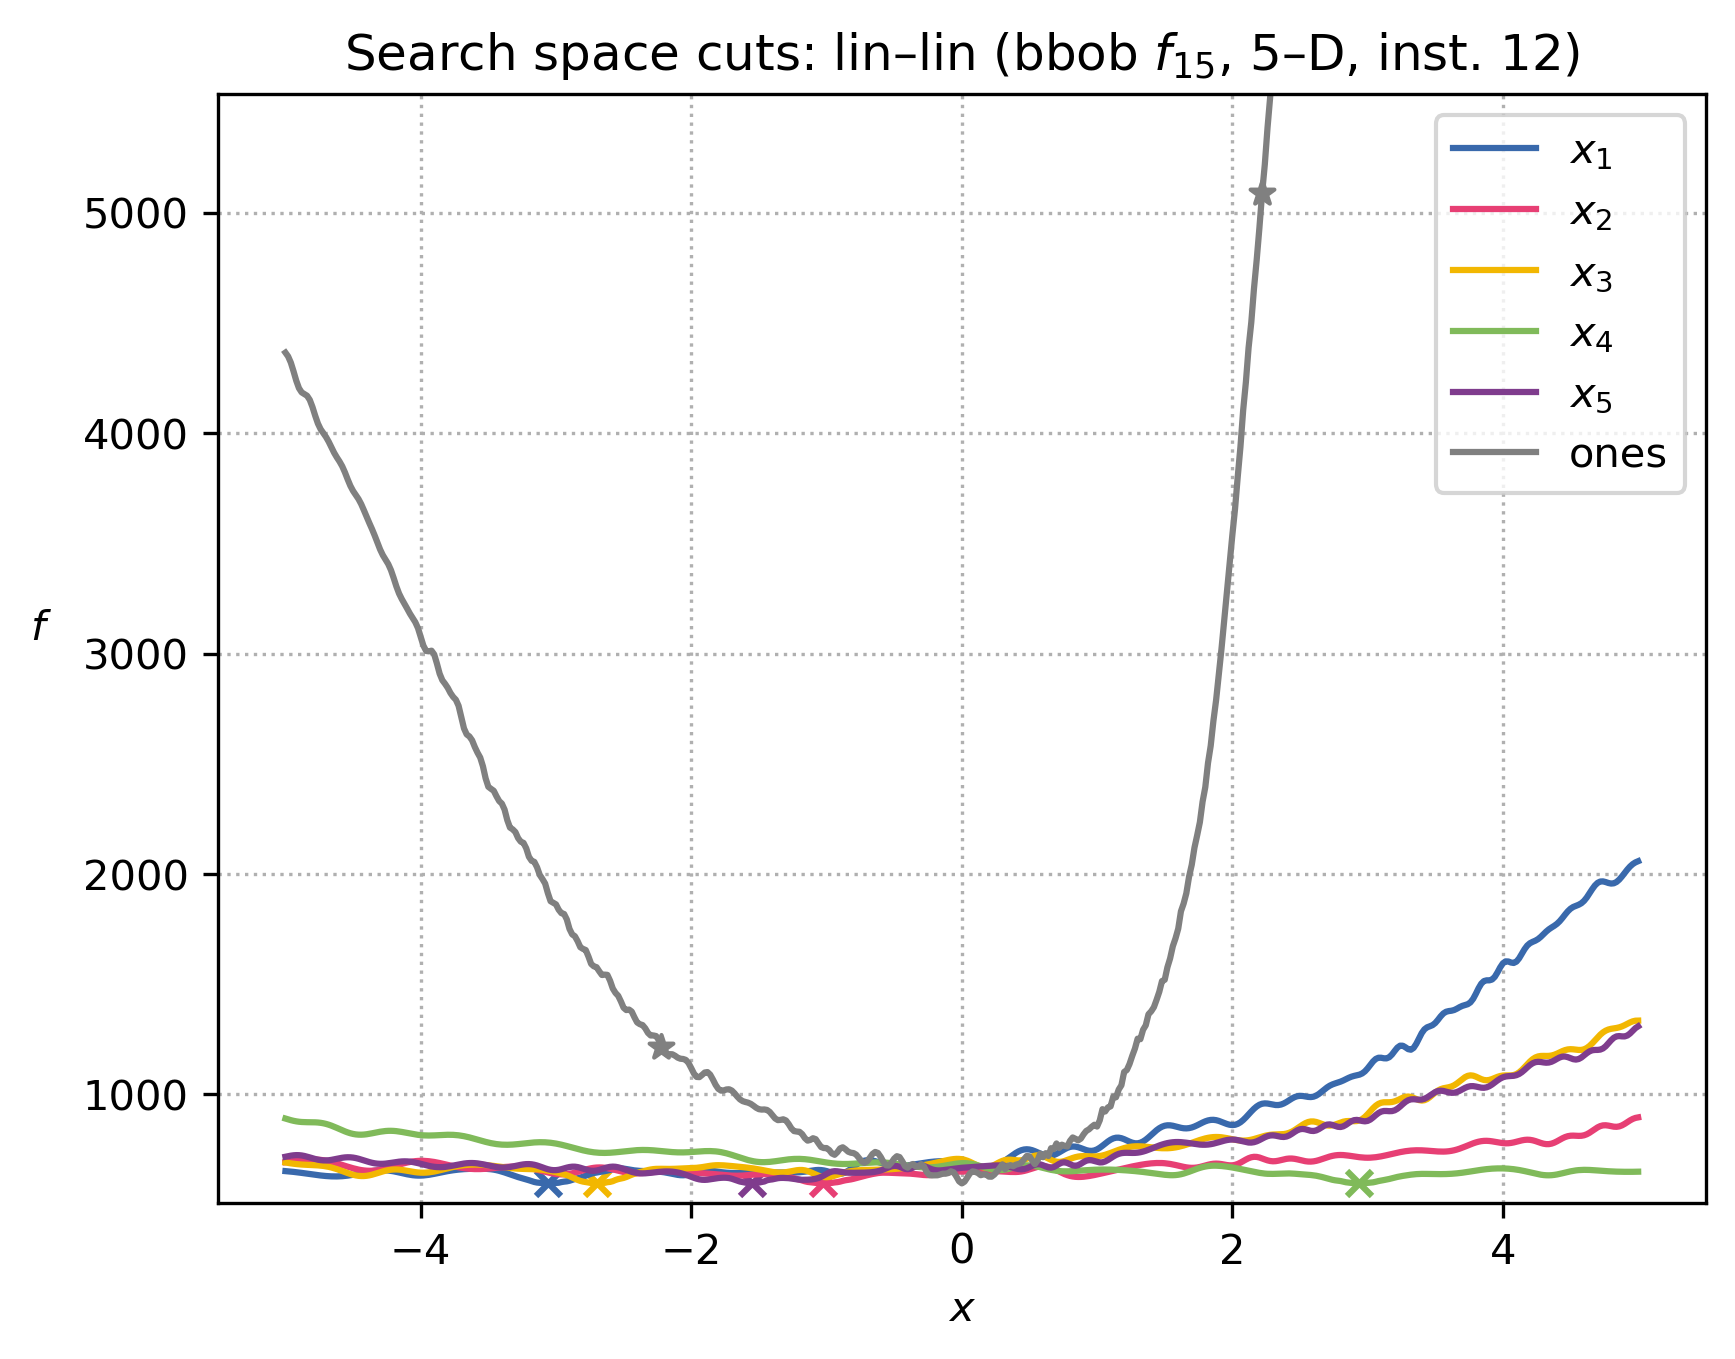 Search space cuts: lin–lin (bbob f₁₅, 5–D, inst. 12)
x₁
x₂
x₃
x₄
x₅
ones
5000
4000
3000
2000
1000
f
−4 −2 0 2 4
x